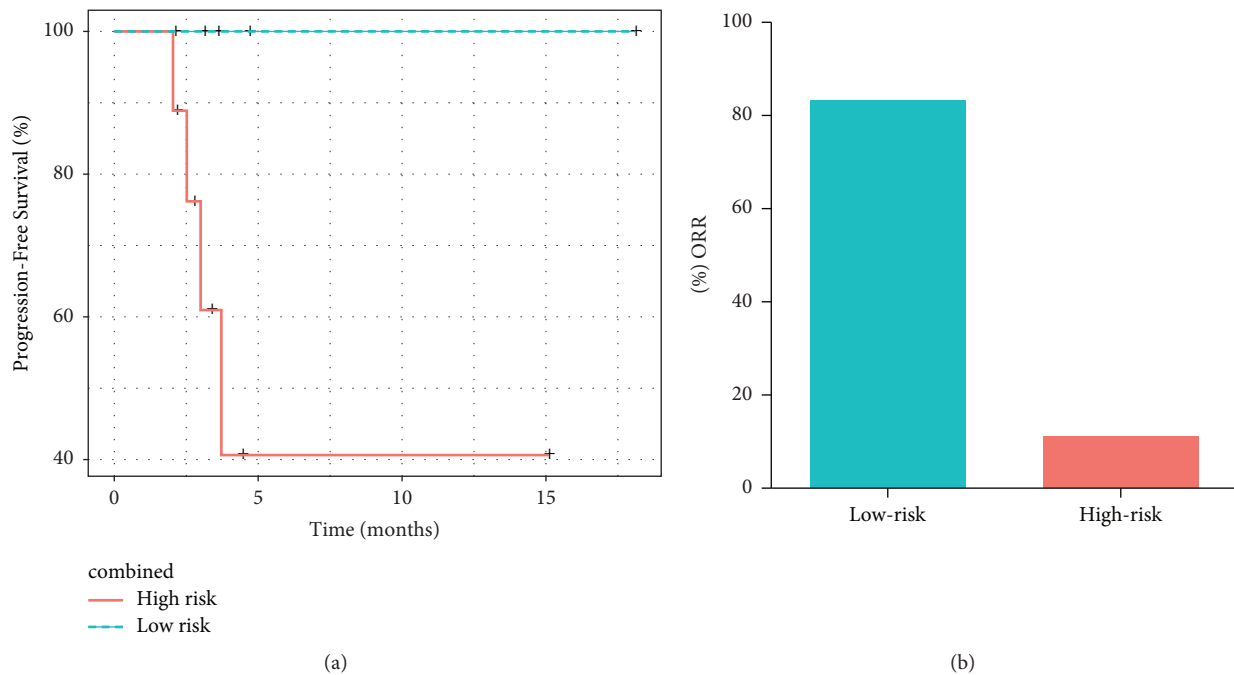 Progression-Free Survival (%)
100
80
60
40
0
5
10
15
Time (months)
combined
High risk
Low risk
(a)
(%) ORR
100
80
60
40
20
0
Low-risk
High-risk
(b)